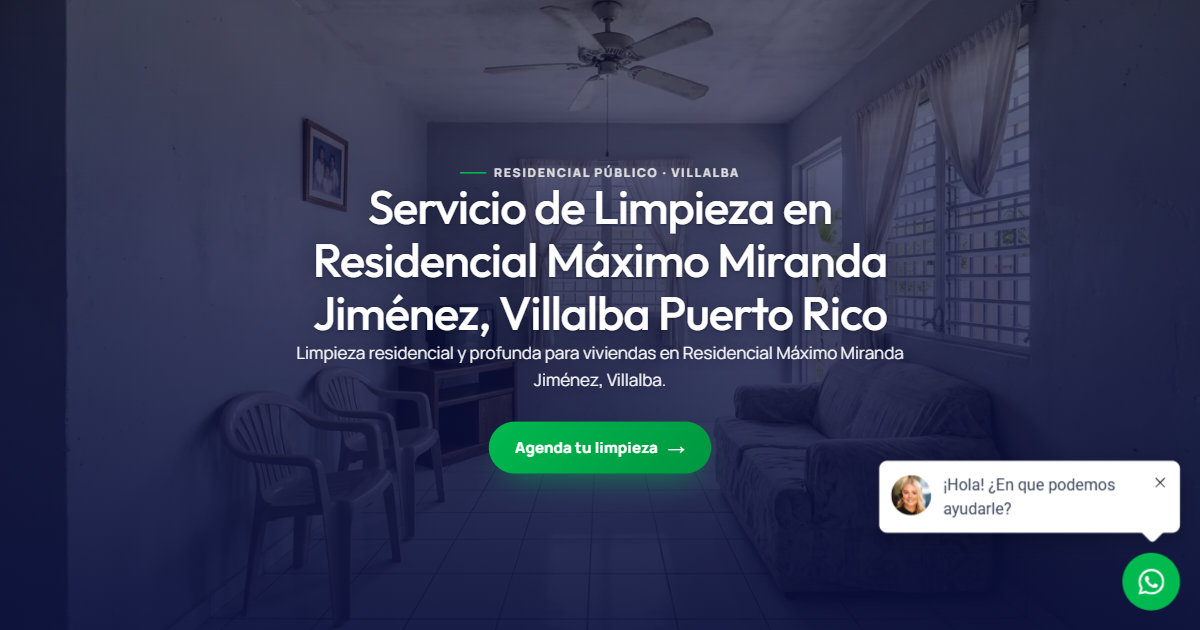 RESIDENCIAL PÚBLICO · VILLALBA
Servicio de Limpieza en
Residencial Máximo Miranda
Jiménez, Villalba Puerto Rico
Limpieza residencial y profunda para viviendas en Residencial Máximo Miranda
Jiménez, Villalba.
Agenda tu limpieza →
¡Hola! ¿En que podemos
ayudarle?